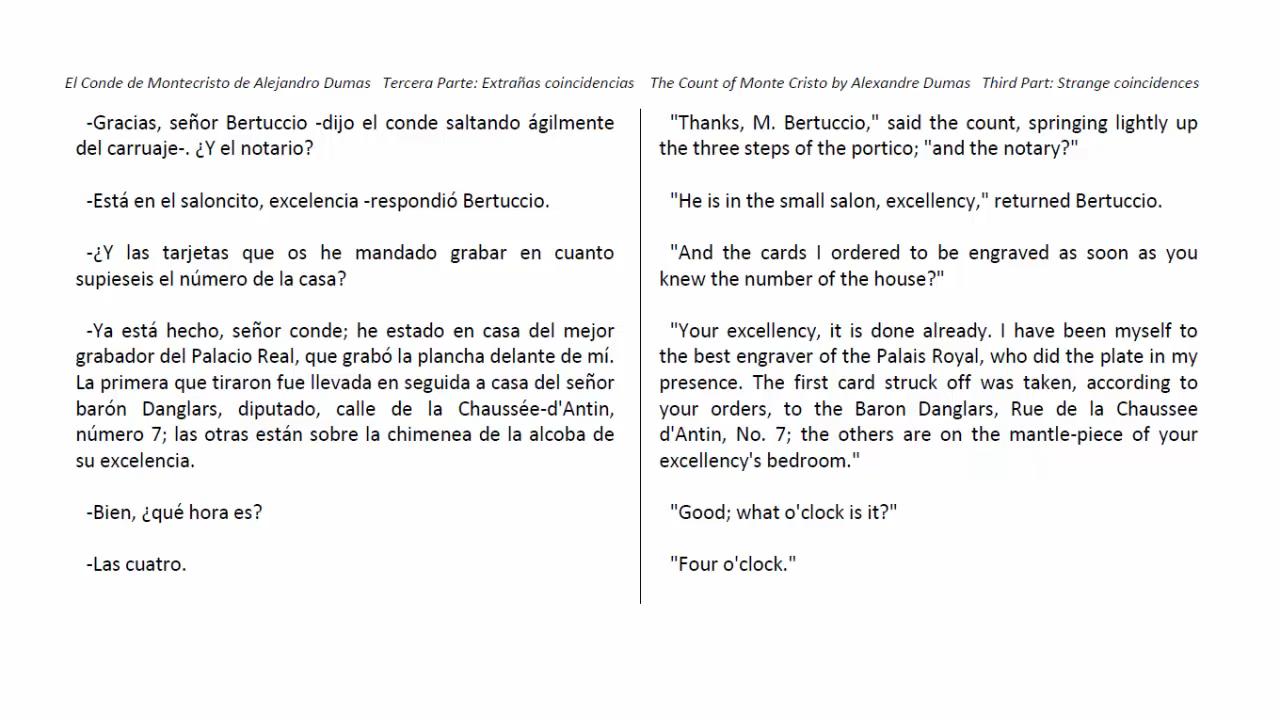 El Conde de Montecristo de Alejandro Dumas Tercera Parte: Extrañas coincidencias
-Gracias, señor Bertuccio -dijo el conde saltando ágilmente
del carruaje-. ¿Y el notario?
-Está en el saloncito, excelencia -respondió Bertuccio.
-¿Y las tarjetas que os he mandado grabar en cuanto
supieseis el número de la casa?
-Ya está hecho, señor conde; he estado en casa del mejor
grabador del Palacio Real, que grabó la plancha delante de mí.
La primera que tiraron fue llevada en seguida a casa del señor
barón Danglars, diputado, calle de la Chaussée-d'Antin,
número 7; las otras están sobre la chimenea de la alcoba de
su excelencia.
-Bien, ¿qué hora es?
-Las cuatro.
The Count of Monte Cristo by Alexandre Dumas Third Part: Strange coincidences
"Thanks, M. Bertuccio," said the count, springing lightly up
the three steps of the portico; "and the notary?"
"He is in the small salon, excellency," returned Bertuccio.
"And the cards I ordered to be engraved as soon as you
knew the number of the house?"
"Your excellency, it is done already. I have been myself to
the best engraver of the Palais Royal, who did the plate in my
presence. The first card struck off was taken, according to
your orders, to the Baron Danglars, Rue de la Chaussee
d'Antin, No. 7; the others are on the mantle-piece of your
excellency's bedroom."
"Good; what o'clock is it?"
"Four o'clock."